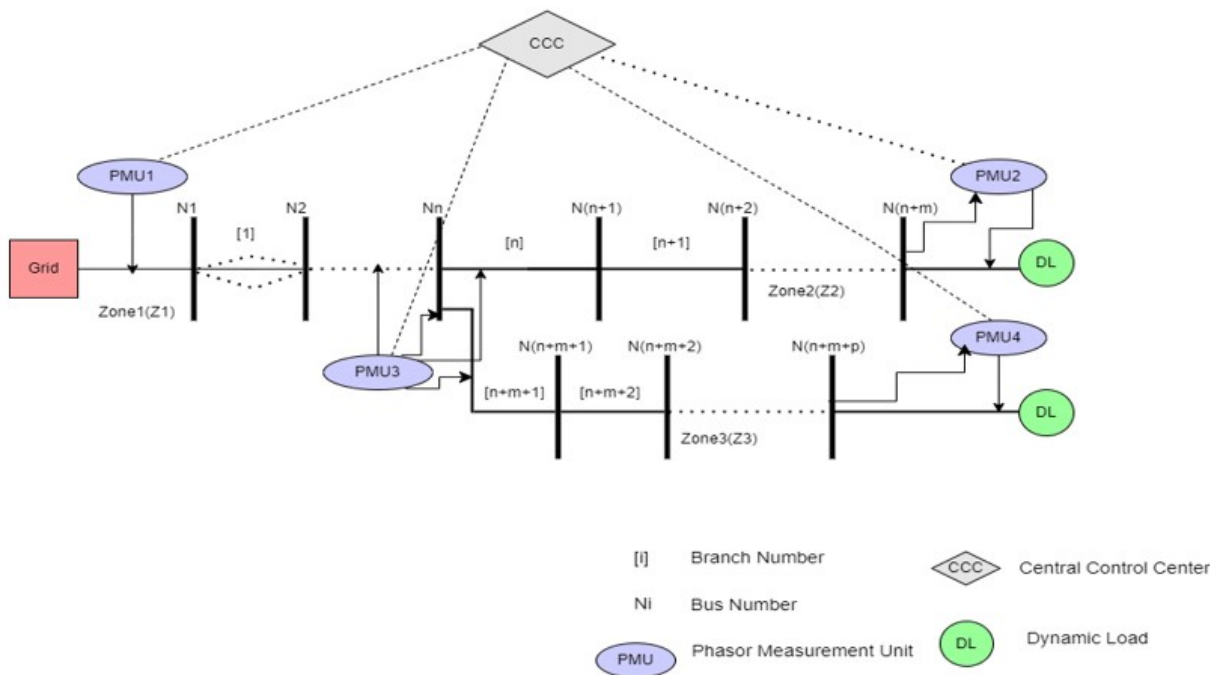 CCC
PMU1
PMU2
N1
N2
Nn
N(n+1)
N(n+2)
N(n+m)
[1]
[n]
[n+1]
Grid
DL
Zone1(Z1)
Zone2(Z2)
PMU3
N(n+m+1)
N(n+m+2)
N(n+m+p)
PMU4
[n+m+1]
[n+m+2]
DL
Zone3(Z3)
[i] Branch Number
CCC Central Control Center
Ni Bus Number
DL Dynamic Load
PMU Phasor Measurement Unit